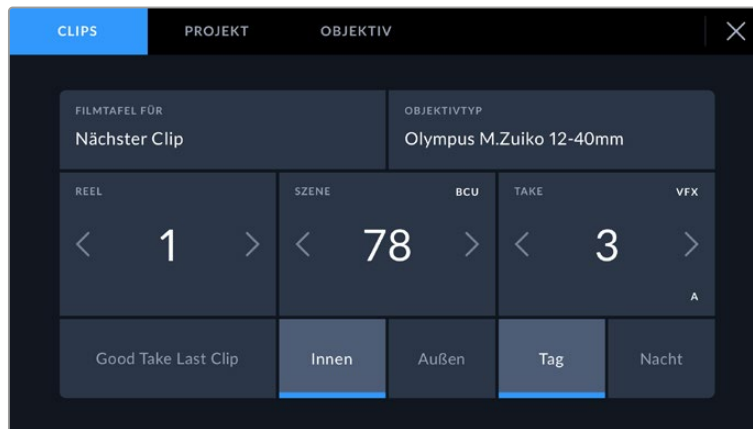 CLIPS PROJEKT OBJEKTIV
FILMTAFEL FÜR OBJEKTIVTYP
Nächster Clip Olympus M.Zuiko 12-40mm
REEL SZENE BCU TAKE VFX
1 78 3
A
Good Take Last Clip Innen Außen Tag Nacht